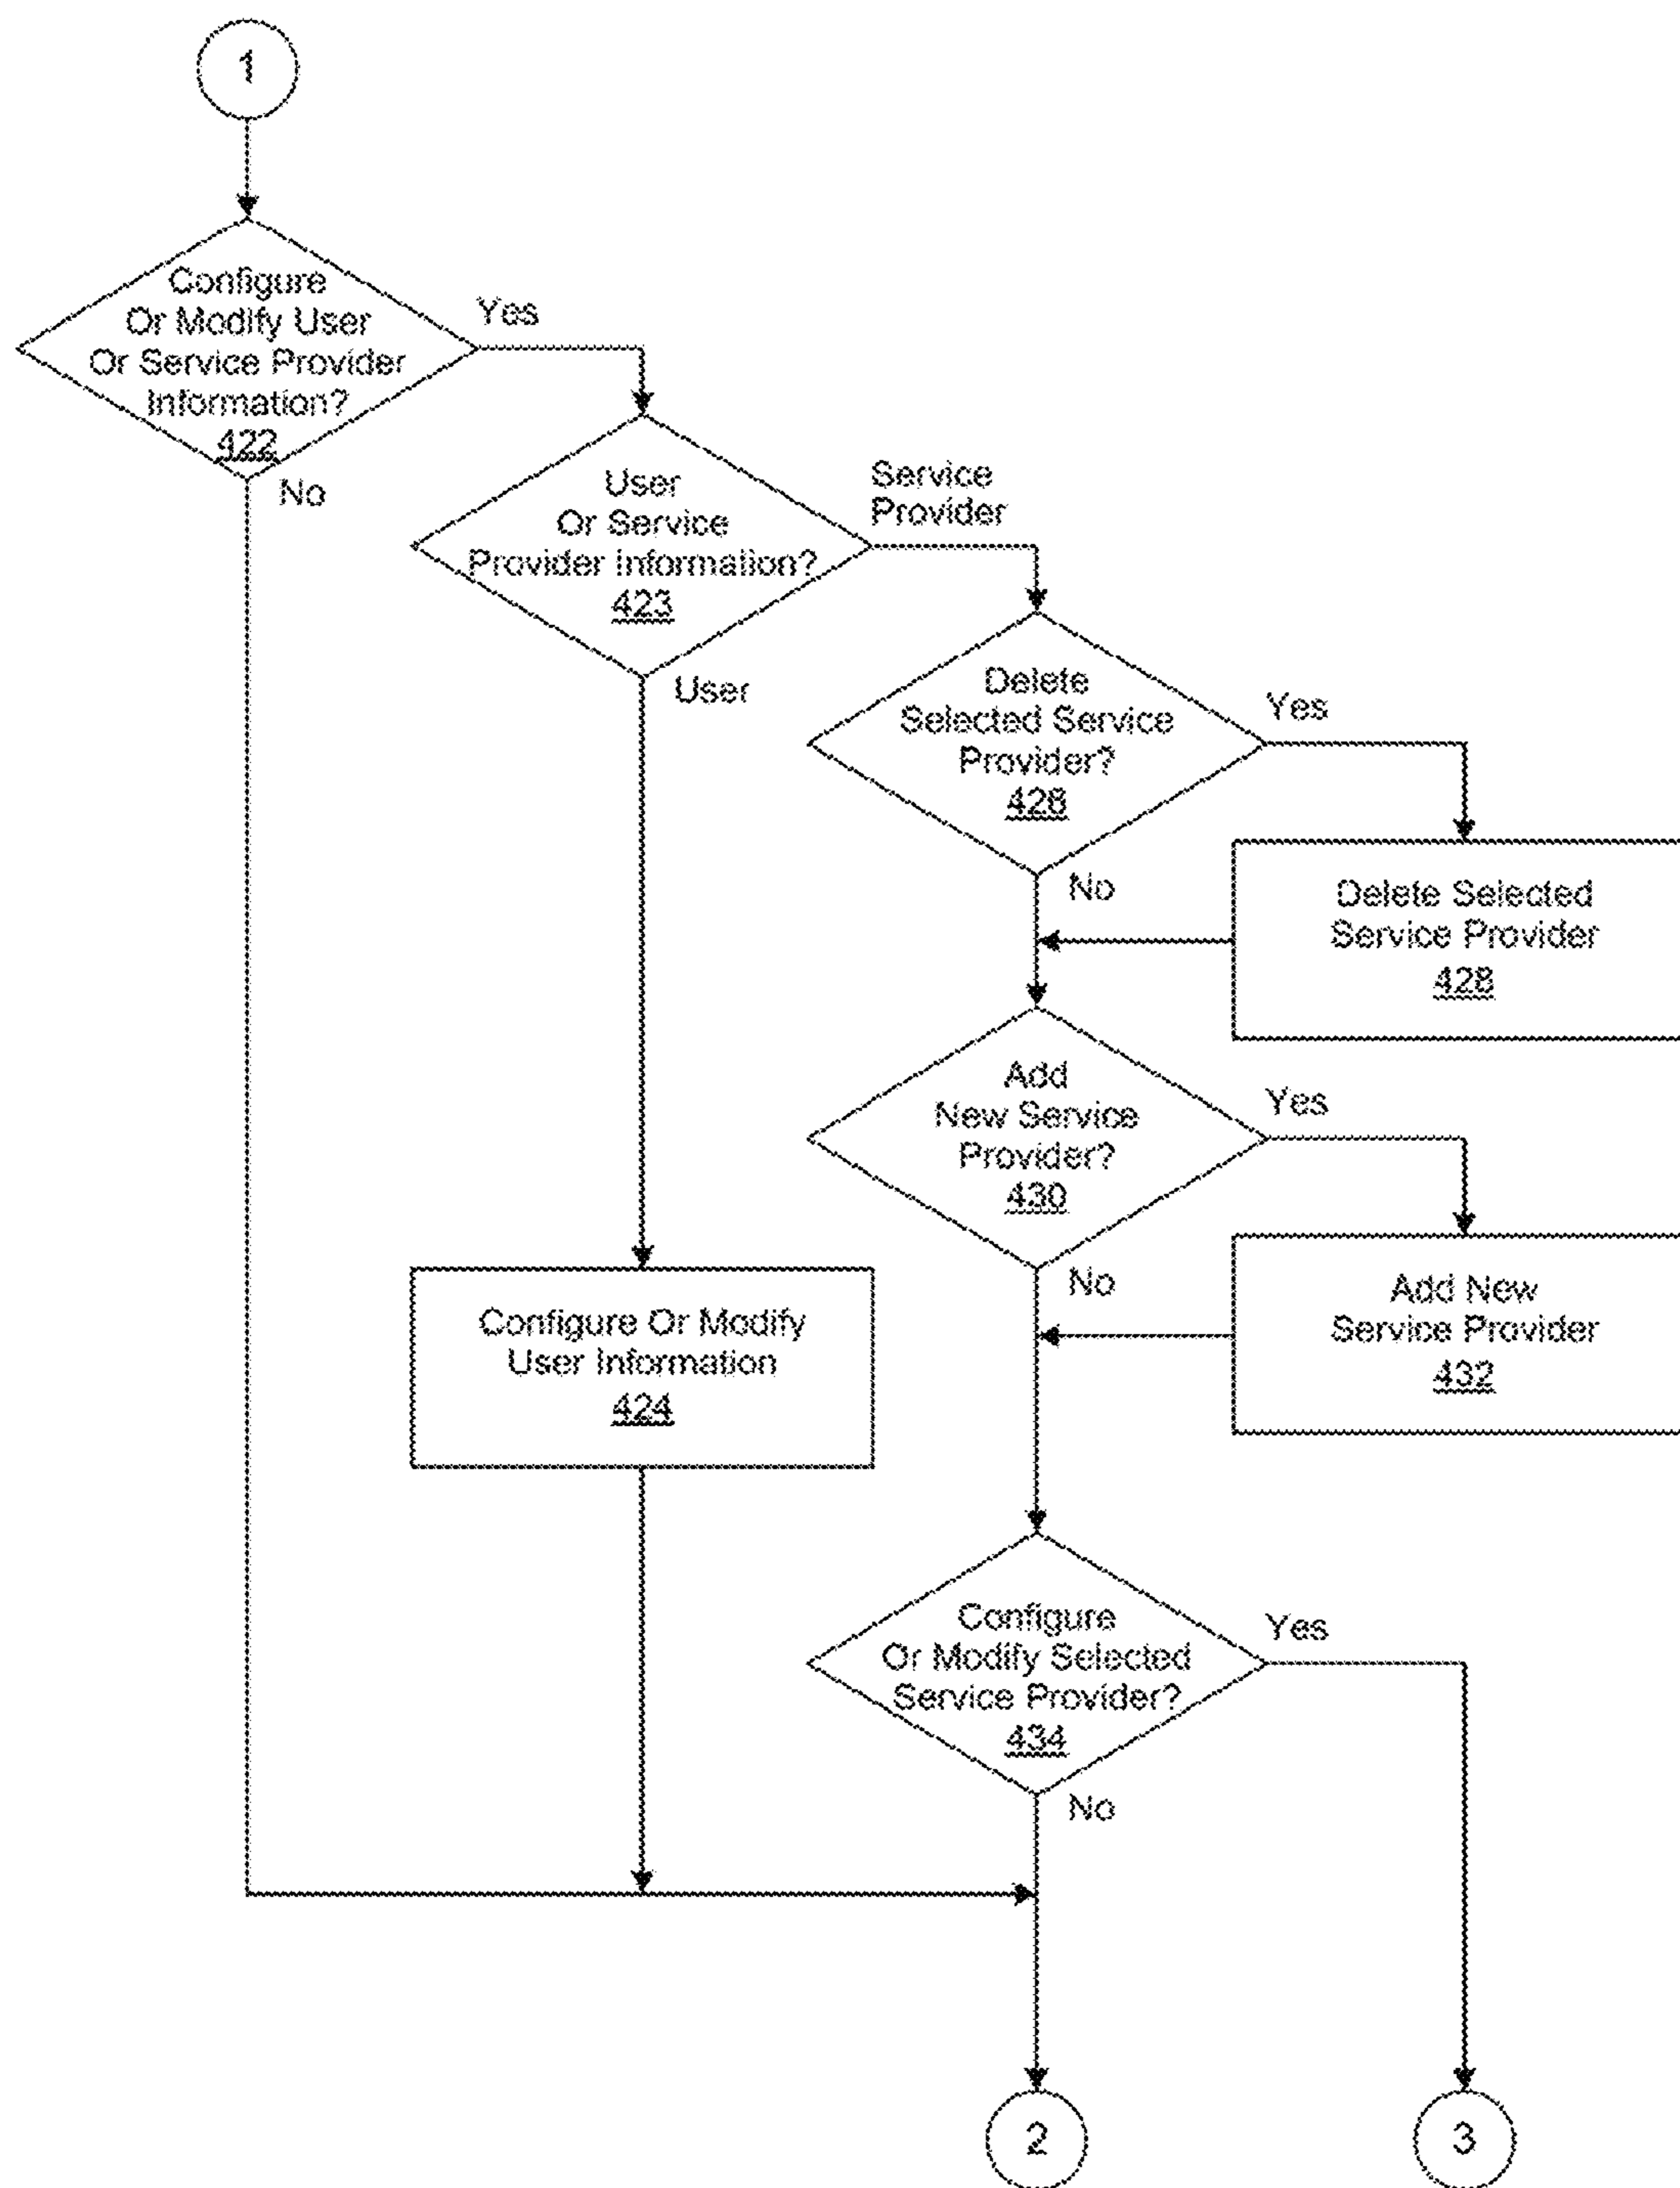 1
Configure
Or Modify User
Or Service Provider
Information?
422
Yes
No
User
Or Service
Provider Information?
423
Service
Provider
User
Delete
Selected Service
Provider?
428
Yes
No
Delete Selected
Service Provider
428
Add
New Service
Provider?
430
Yes
No
Add New
Service Provider
432
Configure Or Modify
User Information
424
Configure
Or Modify Selected
Service Provider?
434
Yes
No
2
3